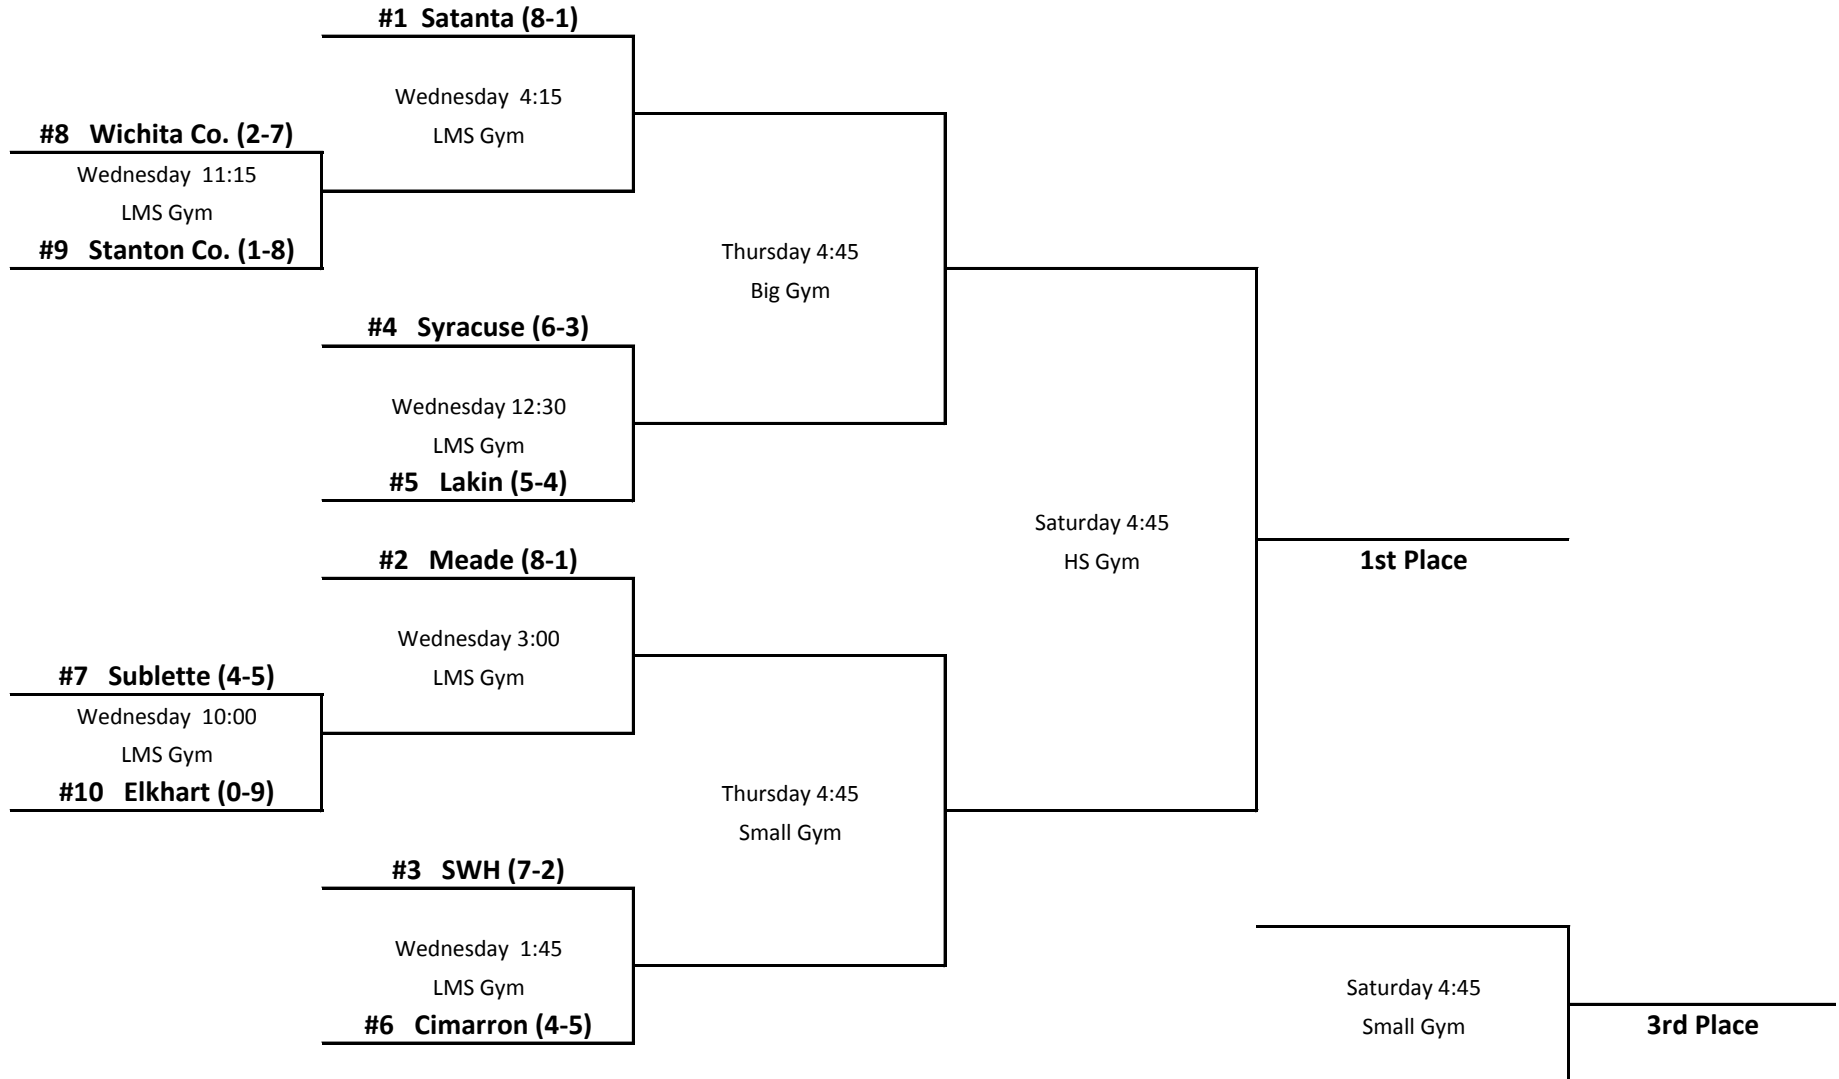 #1 Satanta (8-1)
Wednesday 4:15
LMS Gym
#8 Wichita Co. (2-7)
Wednesday 11:15
LMS Gym
#9 Stanton Co. (1-8)
Thursday 4:45
Big Gym
#4 Syracuse (6-3)
Wednesday 12:30
LMS Gym
#5 Lakin (5-4)
Saturday 4:45
HS Gym
1st Place
#2 Meade (8-1)
Wednesday 3:00
LMS Gym
#7 Sublette (4-5)
Wednesday 10:00
LMS Gym
#10 Elkhart (0-9)
Thursday 4:45
Small Gym
#3 SWH (7-2)
Wednesday 1:45
LMS Gym
#6 Cimarron (4-5)
Saturday 4:45
Small Gym
3rd Place